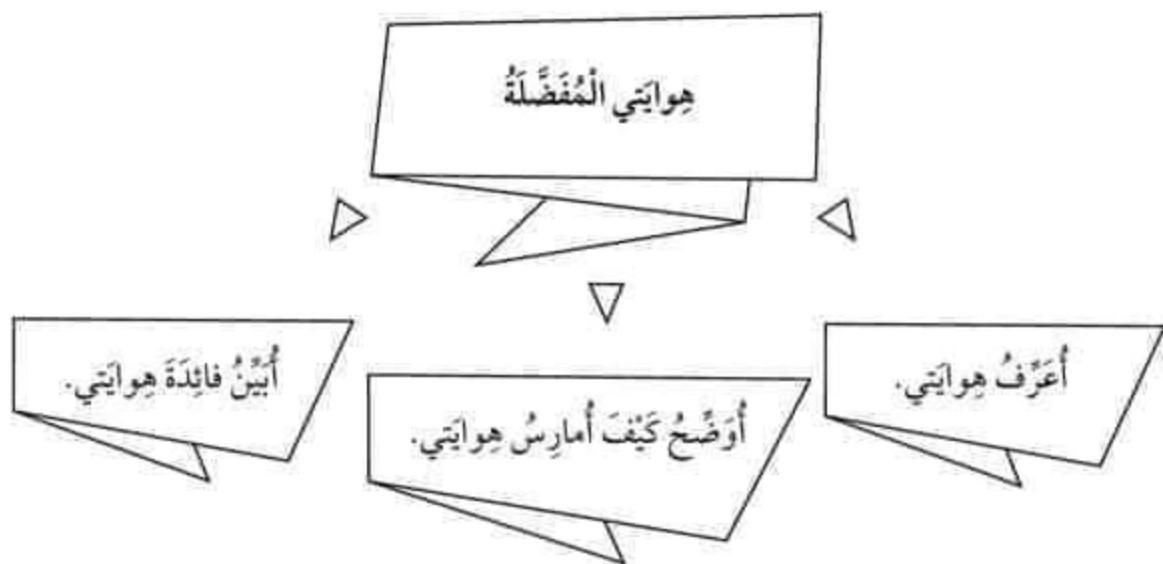 هِوايَتي الْمُفَضَّلَةُ
أُعَرِّفُ هِوايَتي.
أُوَضِّحُ كَيْفَ أُمارِسُ هِوايَتي.
أُبَيِّنُ فائِدَةَ هِوايَتي.